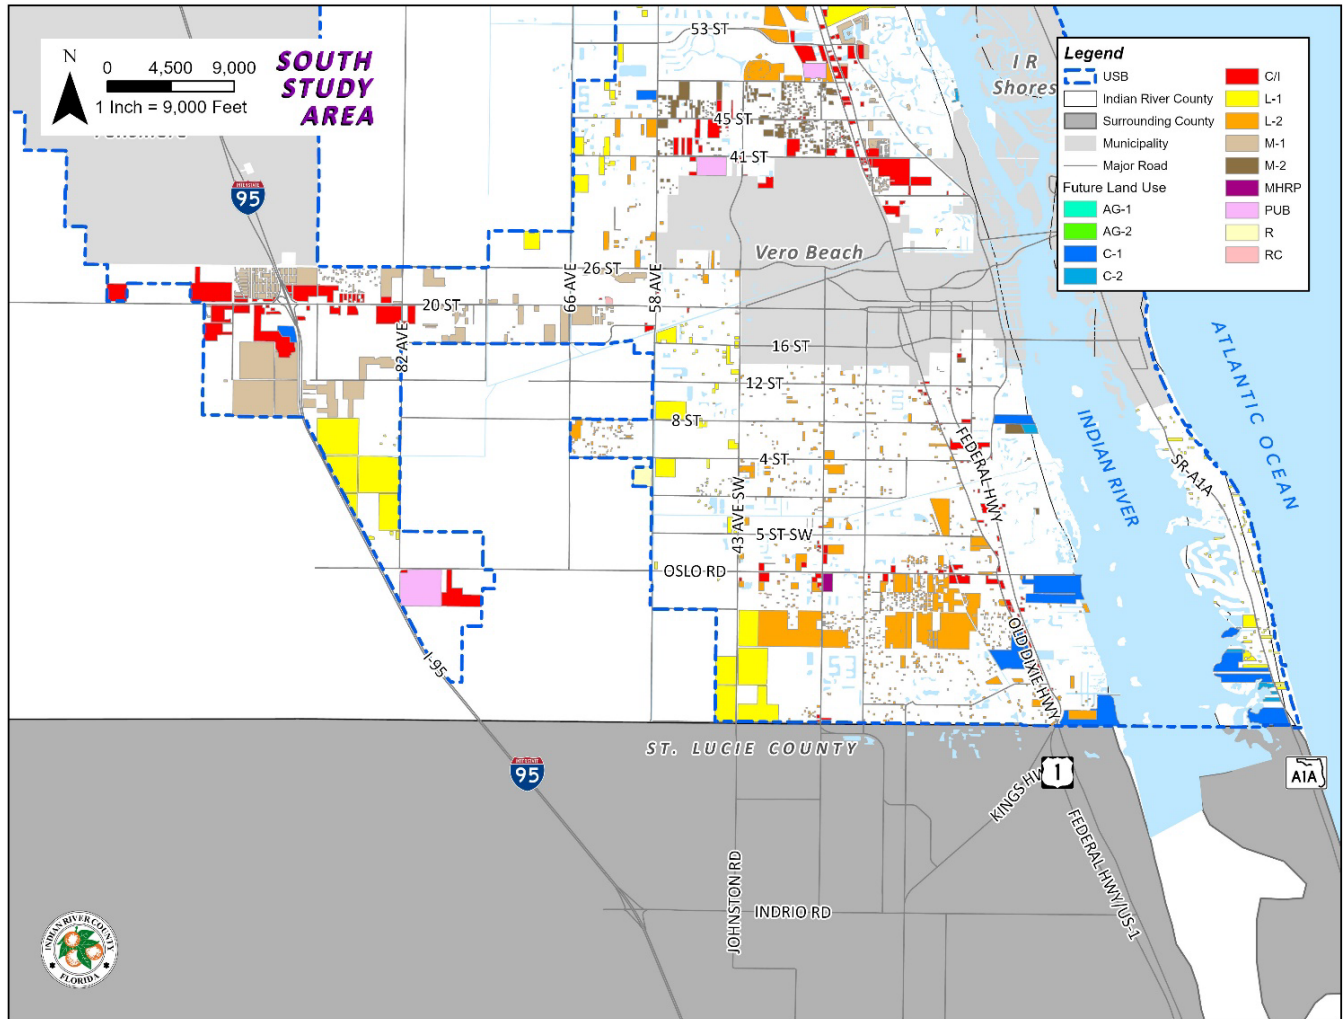 N
0 4,500 9,000
1 Inch = 9,000 Feet
SOUTH
STUDY
AREA
53 ST
I R
Shores
Legend
USB
Indian River County
Surrounding County
Municipality
Major Road
Future Land Use
AG-1
AG-2
C-1
C-2
C/I
L-1
L-2
M-1
M-2
MHRP
PUB
R
RC
45 ST
41 ST
INTERSTATE
95
Vero Beach
66 AVE
58 AVE
26 ST
20 ST
82 AVE
16 ST
12 ST
8 ST
4 ST
FEDERAL HWY
INDIAN RIVER
SR-A1A
ATLANTIC OCEAN
43 AVE SW
5 ST SW
OSLO RD
OLD DIXIE HWY
I-95
ST. LUCIE COUNTY
INTERSTATE
95
1
A1A
KINGS HW
FEDERAL HWY/US-1
JOHNSTON RD
INDRIO RD
INDIAN RIVER COUNTY
FLORIDA